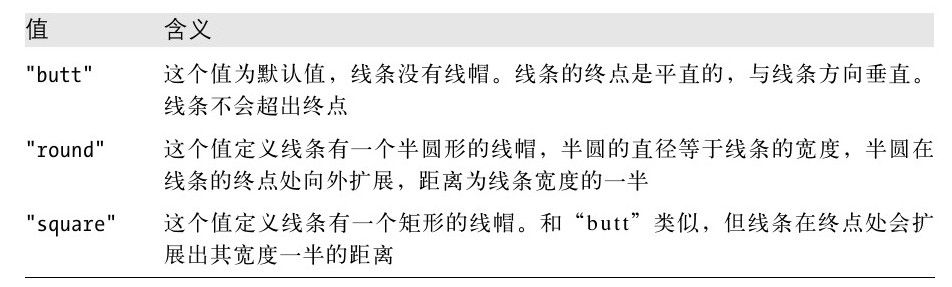 值 含义
"butt" 这个值为默认值，线条没有线帽。线条的终点是平直的，与线条方向垂直。
线条不会超出终点
"round" 这个值定义线条有一个半圆形的线帽，半圆的直径等于线条的宽度，半圆在
线条的终点处向外扩展，距离为线条宽度的一半
"square" 这个值定义线条有一个矩形的线帽。和“butt”类似，但线条在终点处会扩
展出其宽度一半的距离